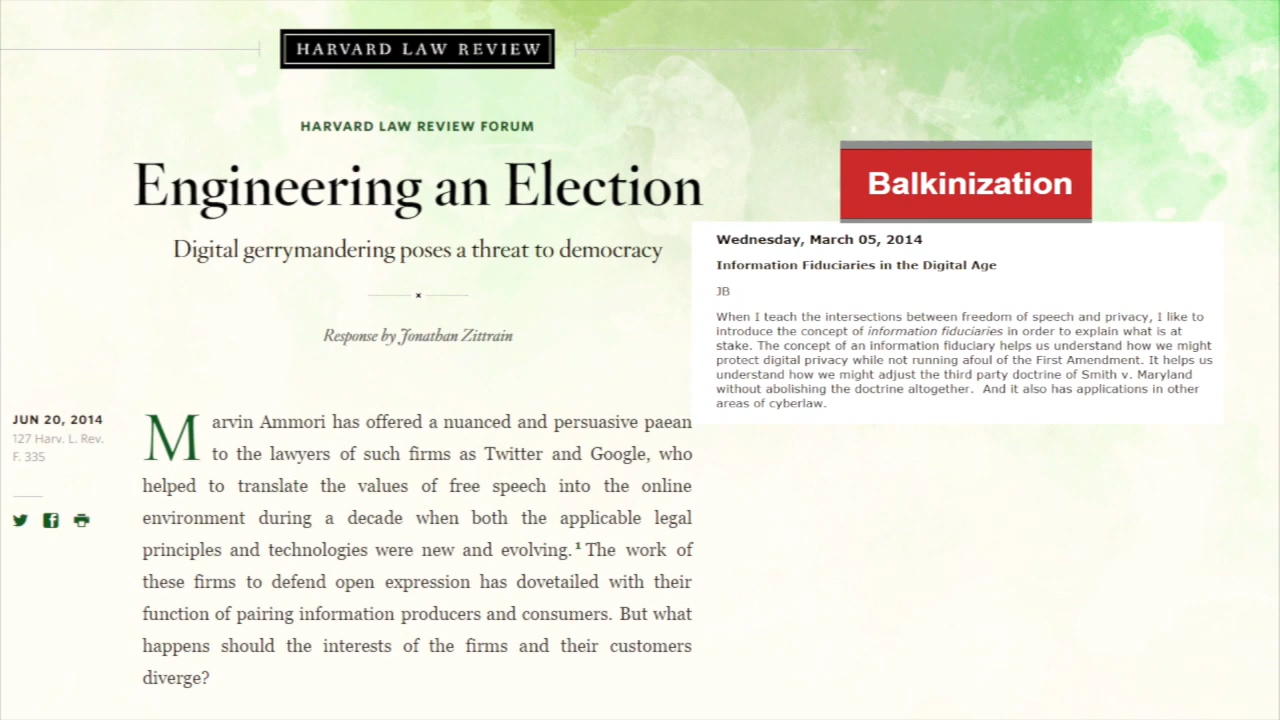 HARVARD LAW REVIEW
HARVARD LAW REVIEW FORUM
Engineering an Election
Digital gerrymandering poses a threat to democracy
Response by Jonathan Zittrain
JUN 20, 2014
127 Harv. L. Rev.
F. 335
Marvin Ammori has offered a nuanced and persuasive paean
to the lawyers of such firms as Twitter and Google, who
helped to translate the values of free speech into the online
environment during a decade when both the applicable legal
principles and technologies were new and evolving.¹ The work of
these firms to defend open expression has dovetailed with their
function of pairing information producers and consumers. But what
happens should the interests of the firms and their customers
diverge?
Balkinization
Wednesday, March 05, 2014
Information Fiduciaries in the Digital Age
JB
When I teach the intersections between freedom of speech and privacy, I like to
introduce the concept of information fiduciaries in order to explain what is at
stake. The concept of an information fiduciary helps us understand how we might
protect digital privacy while not running afoul of the First Amendment. It helps us
understand how we might adjust the third party doctrine of Smith v. Maryland
without abolishing the doctrine altogether. And it also has applications in other
areas of cyberlaw.